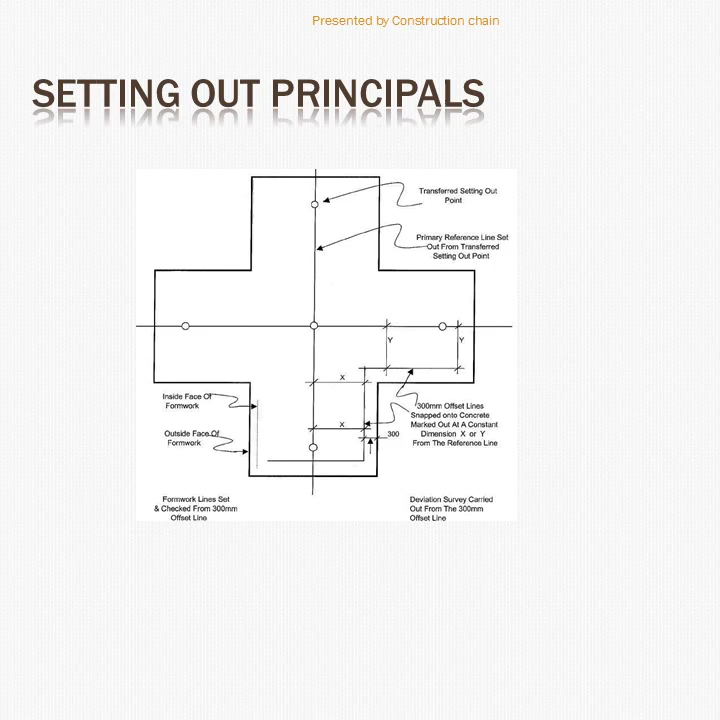 Presented by Construction chain
SETTING OUT PRINCIPALS
Transferred Setting Out
Point
Primary Reference Line Set
Out From Transferred
Setting Out Point
Y
Y
X
Inside Face Of
Formwork
300mm Offset Lines
Snapped onto Concrete
Marked Out At A Constant
Dimension X or Y
From The Reference Line
X
300
Outside Face Of
Formwork
Formwork Lines Set
& Checked From 300mm
Offset Line
Deviation Survey Carried
Out From The 300mm
Offset Line